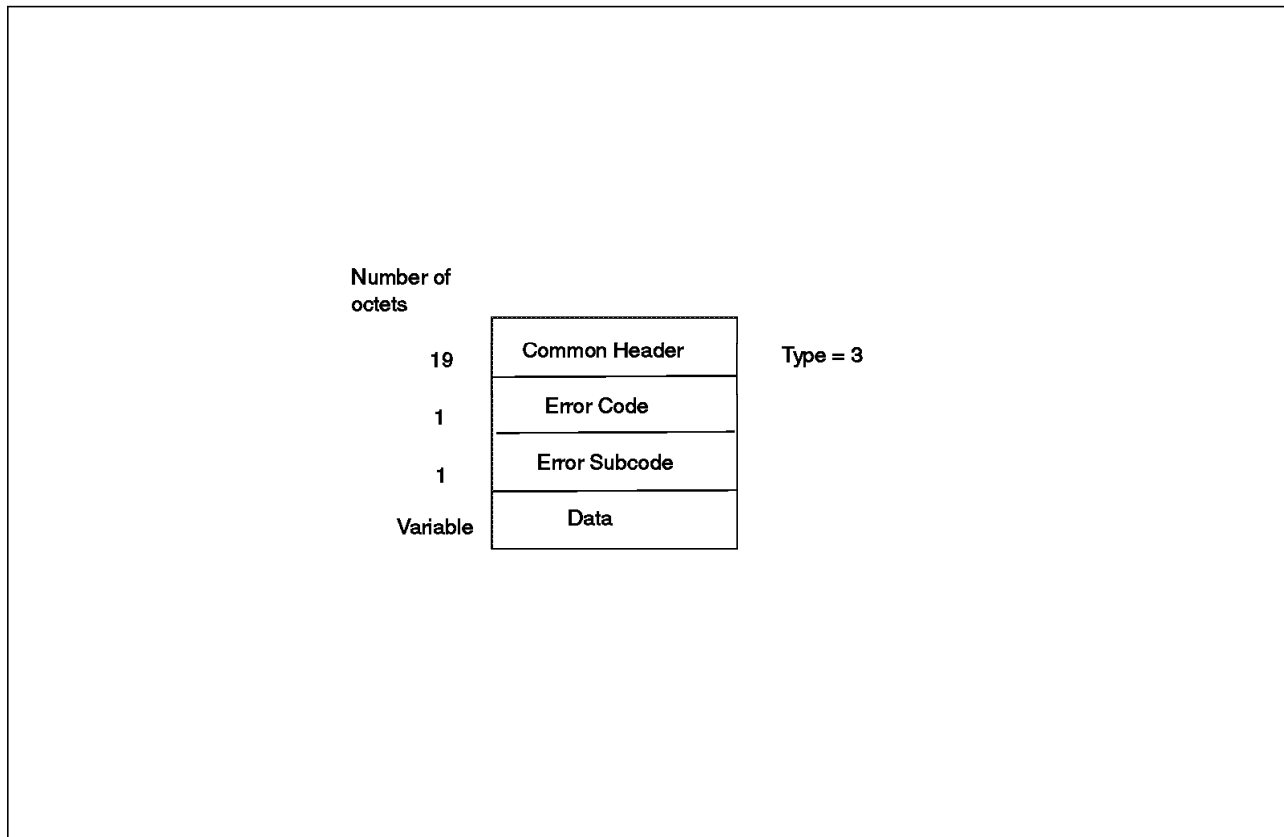 Number of
octets
19 Common Header Type = 3
1 Error Code
1 Error Subcode
Variable Data